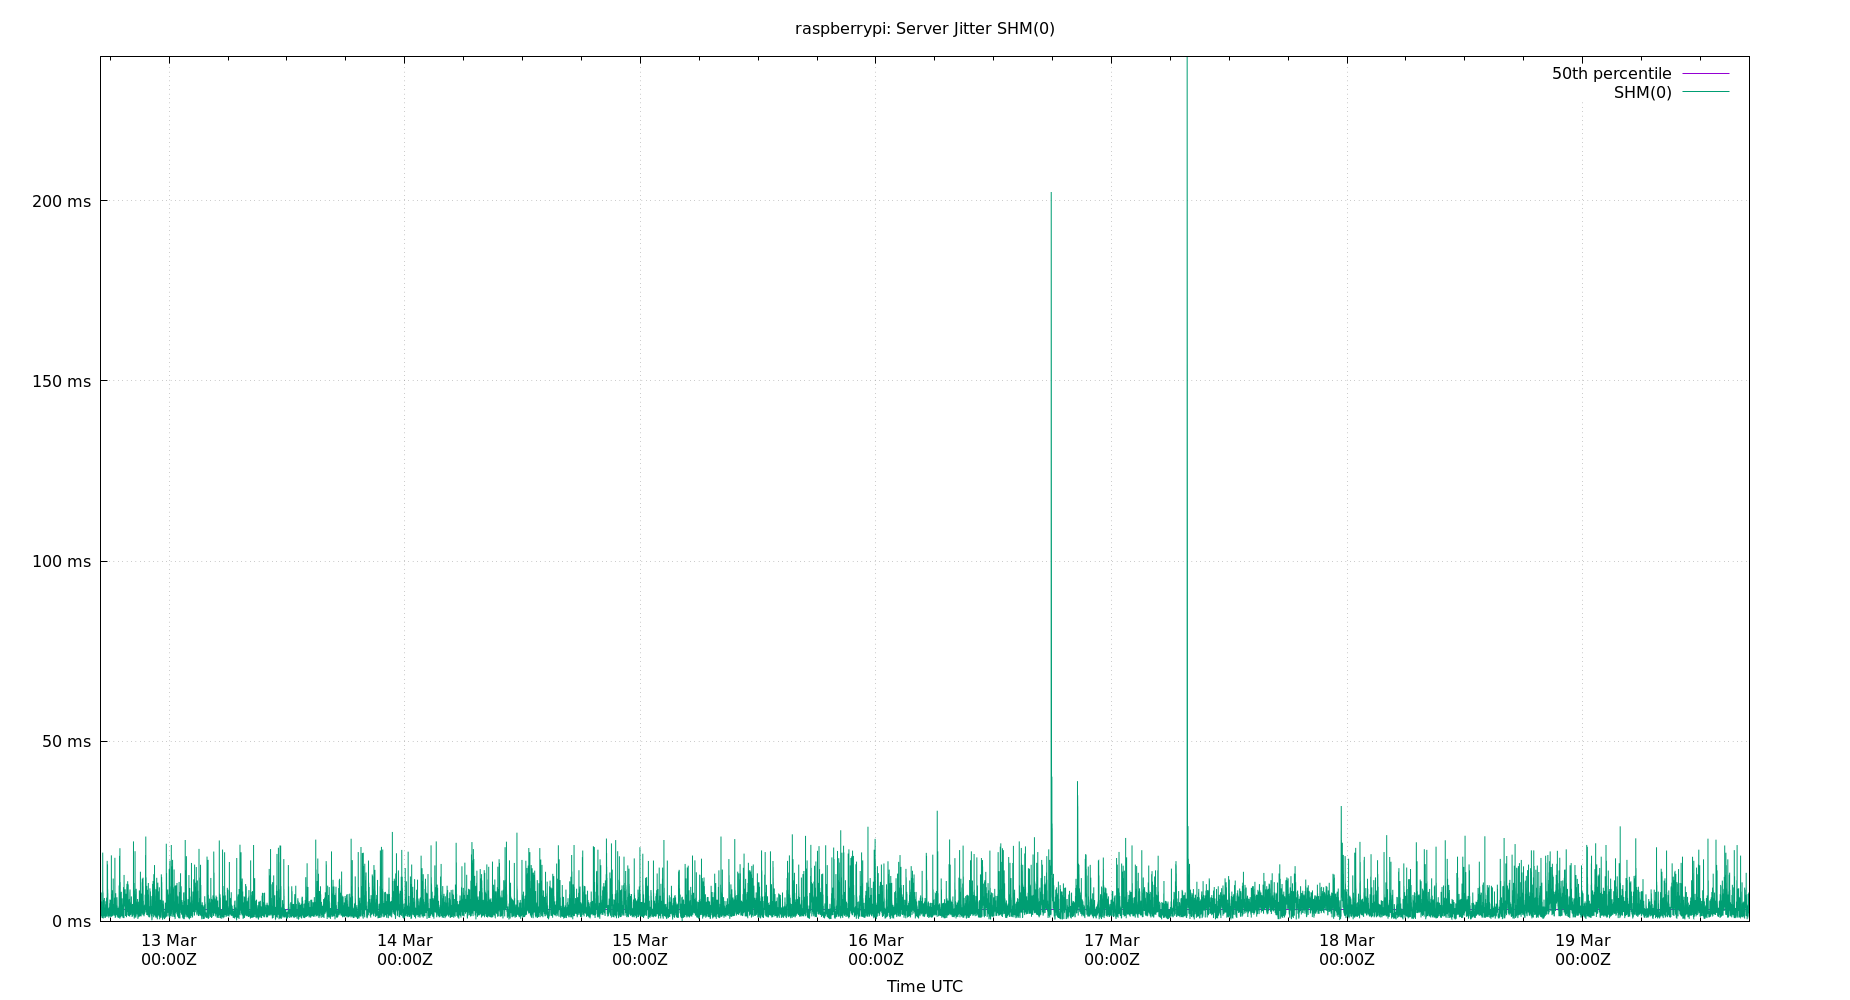 raspberrypi: Server Jitter SHM(0)
50th percentile
SHM(0)
200 ms
150 ms
100 ms
50 ms
0 ms
13 Mar 14 Mar 15 Mar 16 Mar 17 Mar 18 Mar 19 Mar
00:00Z 00:00Z 00:00Z 00:00Z 00:00Z 00:00Z 00:00Z
Time UTC